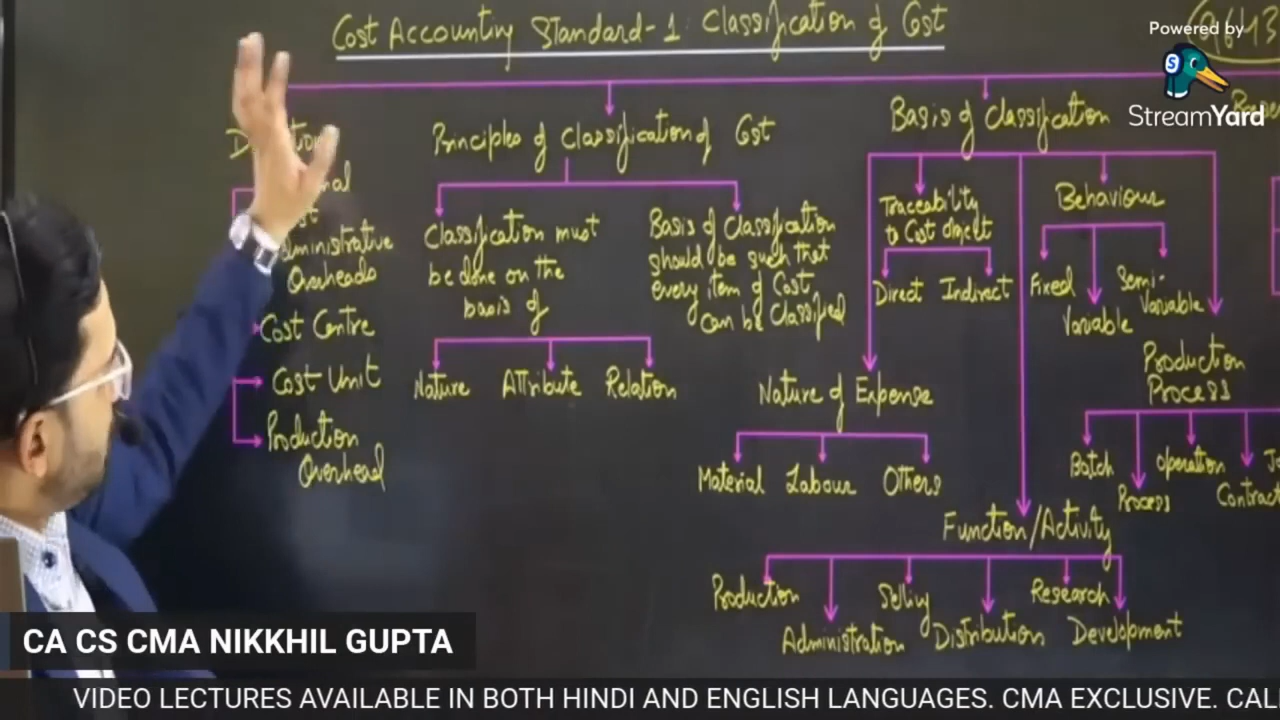 Cost Accounting Standard-1: Classification of Cost
Powered by
StreamYard
Principles of Classification of Cost
Basis of Classification
Administrative
Overheads
Cost Centre
Cost Unit
Production
Overhead
Classification must
be done on the
basis of
Nature Attribute Relation
Basis of Classification
should be such that
every item of Cost
can be Classified
Traceability
to Cost object
Direct Indirect
Behaviour
Fixed
Variable
Semi-
Variable
Nature of Expense
Material Labour Others
Production
Process
Batch
Process
Operation
Contract
Function/Activity
Production
Administration
Selling
Distribution
Research
Development
CA CS CMA NIKKHIL GUPTA
VIDEO LECTURES AVAILABLE IN BOTH HINDI AND ENGLISH LANGUAGES. CMA EXCLUSIVE. CAL